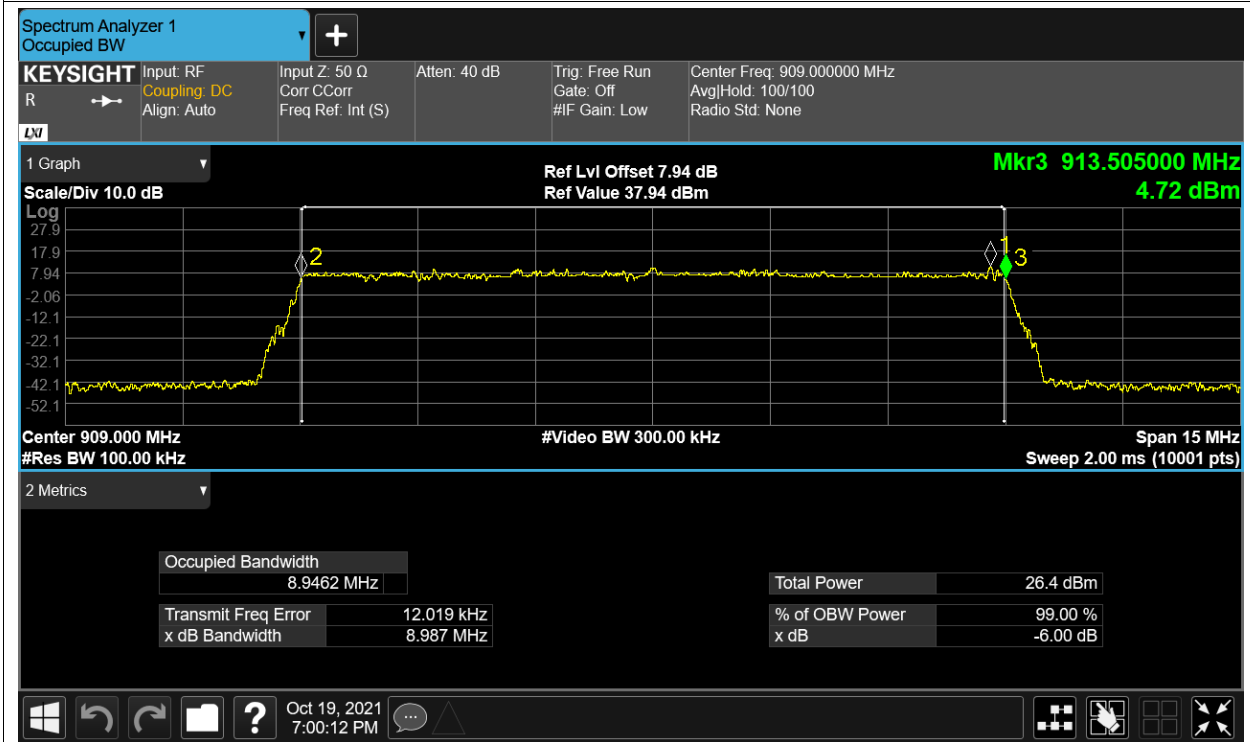 Spectrum Analyzer 1
Occupied BW
KEYSIGHT
R
LXI
Input: RF
Coupling: DC
Align: Auto
Input Z: 50 Ω
Corr CCorr
Freq Ref: Int (S)
Atten: 40 dB
Trig: Free Run
Gate: Off
#IF Gain: Low
Center Freq: 909.000000 MHz
Avg|Hold: 100/100
Radio Std: None
1 Graph
Scale/Div 10.0 dB
Ref Lvl Offset 7.94 dB
Ref Value 37.94 dBm
Mkr3 913.505000 MHz
4.72 dBm
Log
27.9
17.9
7.94
-2.06
-12.1
-22.1
-32.1
-42.1
-52.1
2
1
3
Center 909.000 MHz
#Res BW 100.00 kHz
#Video BW 300.00 kHz
Span 15 MHz
Sweep 2.00 ms (10001 pts)
2 Metrics
Occupied Bandwidth
8.9462 MHz
Transmit Freq Error 12.019 kHz
x dB Bandwidth 8.987 MHz
Total Power 26.4 dBm
% of OBW Power 99.00 %
x dB -6.00 dB
?
Oct 19, 2021
7:00:12 PM